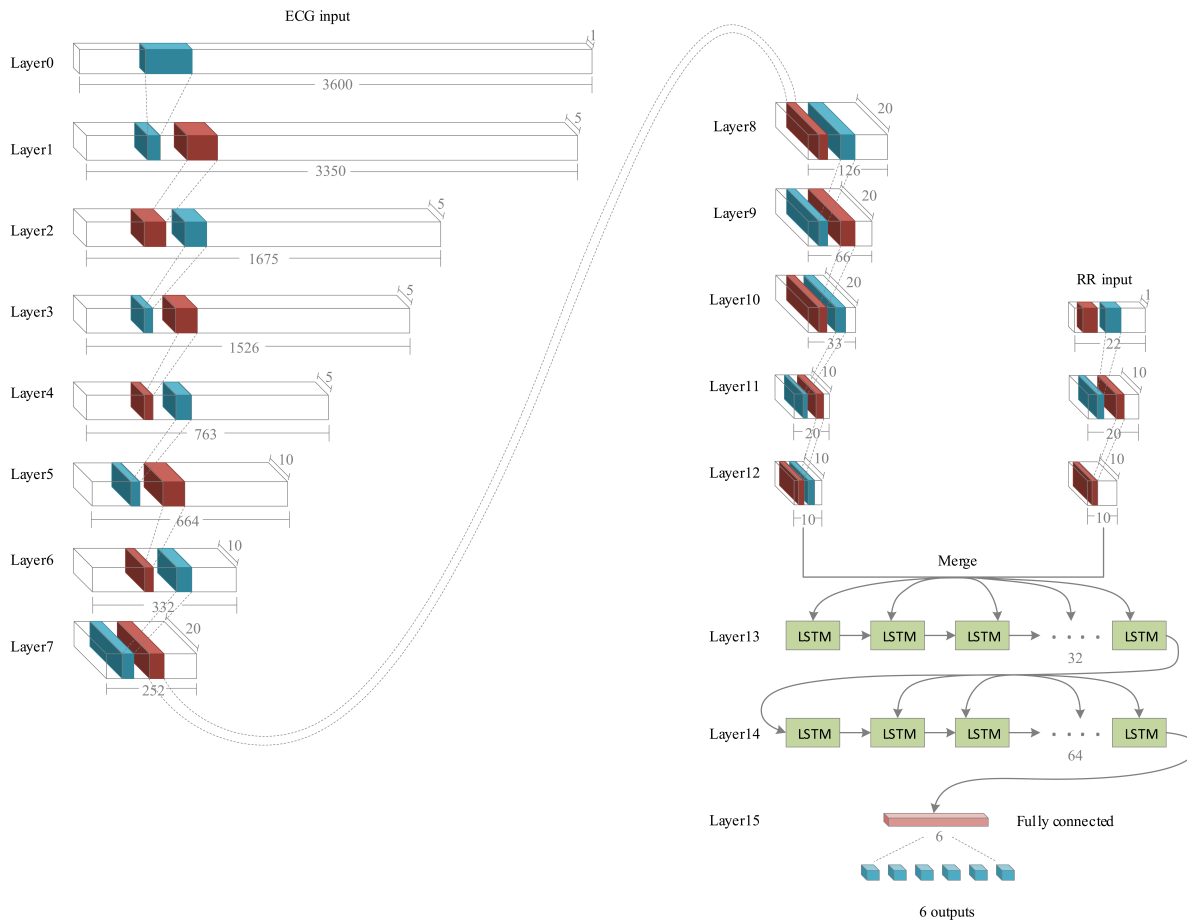 ECG input
Layer0
1
3600
Layer1
5
3350
Layer2
5
1675
Layer3
5
1526
Layer4
5
763
Layer5
10
664
Layer6
10
332
Layer7
20
252
Layer8
20
126
Layer9
20
66
Layer10
20
33
Layer11
10
20
Layer12
10
10
RR input
1
22
10
20
10
10
Merge
Layer13
LSTM LSTM LSTM . . . . . LSTM
32
Layer14
LSTM LSTM LSTM . . . . . LSTM
64
Layer15
Fully connected
6
6 outputs